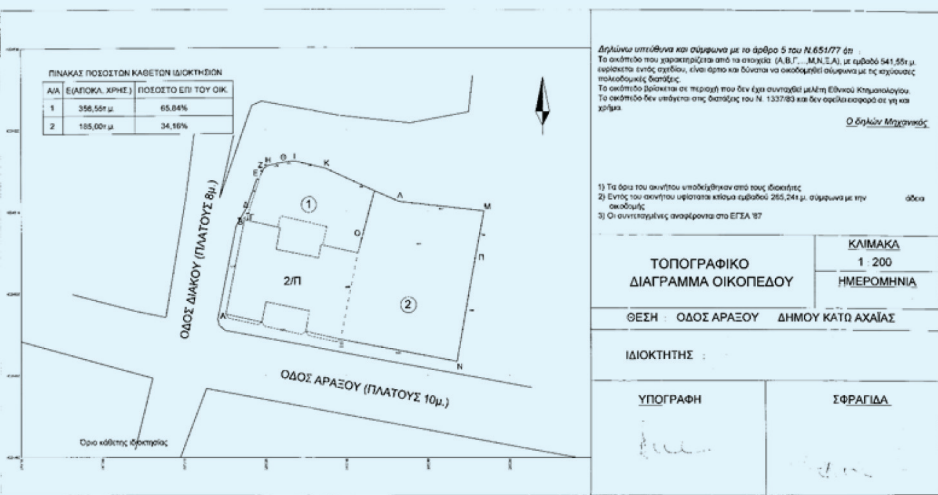 ΠΙΝΑΚΑΣ ΠΟΣΟΣΤΩΝ ΚΑΘΕΤΩΝ ΙΔΙΟΚΤΗΣΙΩΝ
Α/Α Ε(ΑΠΟΚΛ. ΧΡΗΣ.) ΠΟΣΟΣΤΟ ΕΠΙ ΤΟΥ ΟΙΚ.
1 356,55τ.μ. 65,84%
2 185,00τ.μ. 34,16%
Ζ Η Θ Ι Κ
Ε
Λ
Μ
1
Ο
Π
2/Π
2
Α
Ξ
Ν
ΟΔΟΣ ΔΙΑΚΟΥ (ΠΛΑΤΟΥΣ 8μ.)
ΟΔΟΣ ΑΡΑΞΟΥ (ΠΛΑΤΟΥΣ 10μ.)
Όριο κάθετης ιδιοκτησίας
Δηλώνω υπεύθυνα και σύμφωνα με το άρθρο 5 του Ν.651/77 ότι :
Το οικόπεδο που χαρακτηρίζεται από τα στοιχεία (Α,Β,Γ,...,Μ,Ν,Ξ,Α), με εμβαδό 541,55τ.μ.
ευρίσκεται εντός σχεδίου, είναι άρτιο και δύναται να οικοδομηθεί σύμφωνα με τις ισχύουσες
πολεοδομικές διατάξεις.
Το οικόπεδο βρίσκεται σε περιοχή που δεν έχει συνταχθεί μελέτη Εθνικού Κτηματολογίου.
Το οικόπεδο δεν υπάγεται στις διατάξεις του Ν. 1337/83 και δεν οφείλει εισφορά σε γη και
χρήμα.
Ο δηλών Μηχανικός
1) Τα όρια του ακινήτου υποδείχθηκαν από τους ιδιοκτήτες
2) Εντός του ακινήτου υφίσταται κτίσμα εμβαδού 265,24τ.μ. σύμφωνα με την άδεια
οικοδομής
3) Οι συντεταγμένες αναφέρονται στο ΕΓΣΑ '87
ΤΟΠΟΓΡΑΦΙΚΟ
ΔΙΑΓΡΑΜΜΑ ΟΙΚΟΠΕΔΟΥ
ΚΛΙΜΑΚΑ
1 : 200
ΗΜΕΡΟΜΗΝΙΑ
ΘΕΣΗ : ΟΔΟΣ ΑΡΑΞΟΥ ΔΗΜΟΥ ΚΑΤΩ ΑΧΑΪΑΣ
ΙΔΙΟΚΤΗΤΗΣ :
ΥΠΟΓΡΑΦΗ
ΣΦΡΑΓΙΔΑ